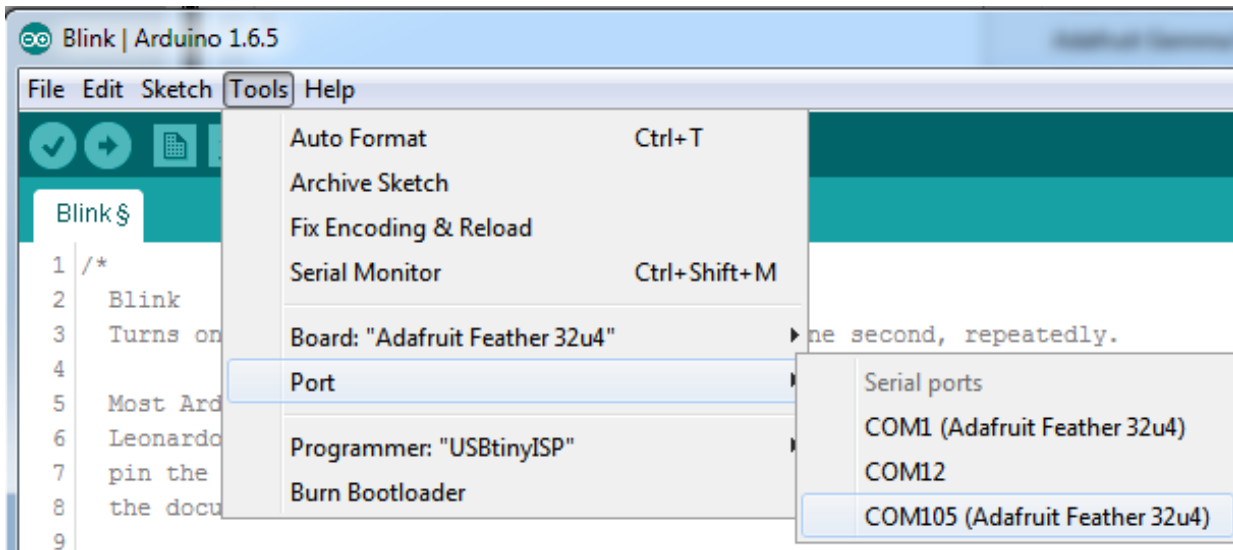 Blink | Arduino 1.6.5
File Edit Sketch Tools Help
Auto Format Ctrl+T
Archive Sketch
Fix Encoding & Reload
Serial Monitor Ctrl+Shift+M
Board: "Adafruit Feather 32u4"
Port
Programmer: "USBtinyISP"
Burn Bootloader
Serial ports
COM1 (Adafruit Feather 32u4)
COM12
COM105 (Adafruit Feather 32u4)
Blink §
1 /*
2 Blink
3 Turns on ne second, repeatedly.
4
5 Most Ard
6 Leonardo
7 pin the
8 the docu
9